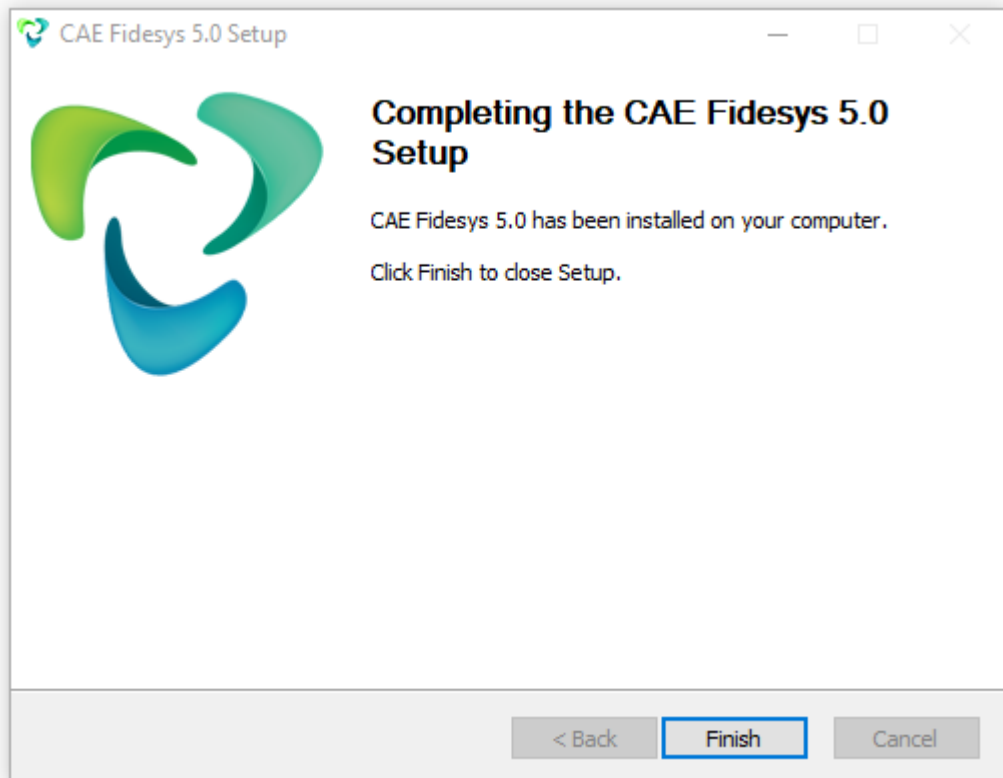 CAE Fidesys 5.0 Setup
Completing the CAE Fidesys 5.0
Setup
CAE Fidesys 5.0 has been installed on your computer.
Click Finish to close Setup.
< Back
Finish
Cancel